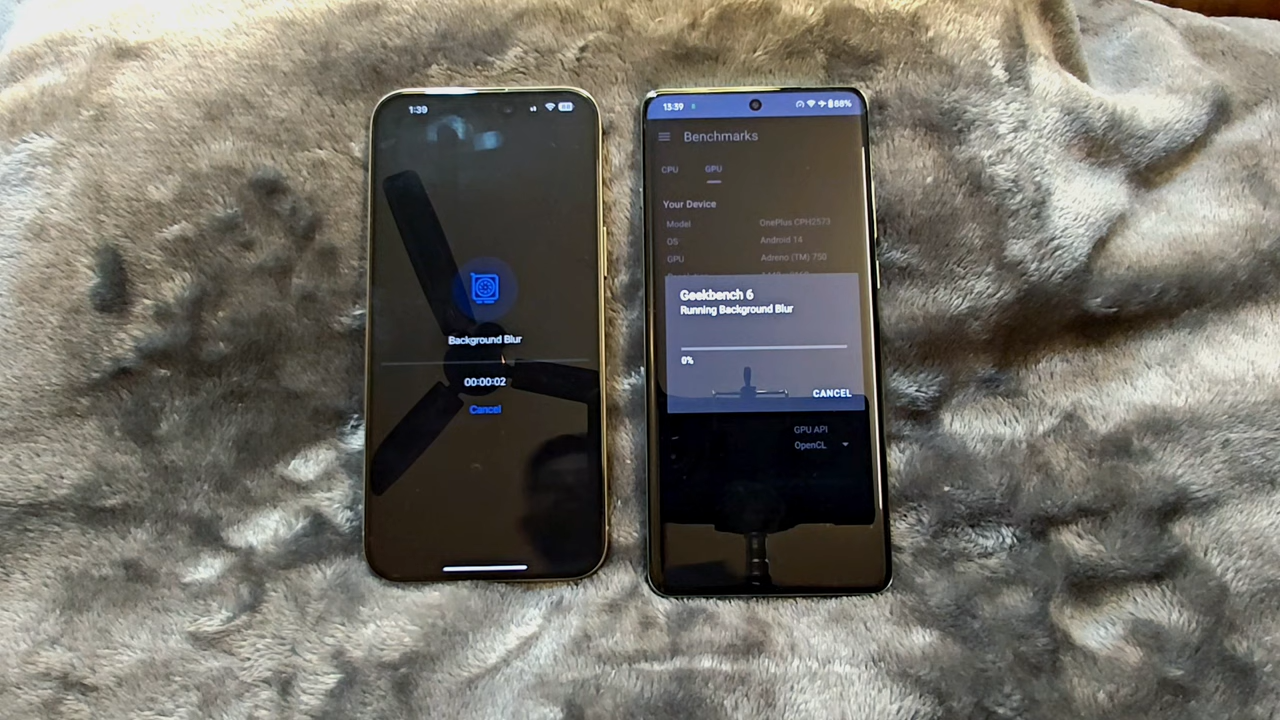 1:39
Background Blur
00:00:02
Cancel
13:39 88%
Benchmarks
CPU GPU
Your Device
Model OnePlus CPH2573
OS Android 14
GPU Adreno (TM) 750
Geekbench 6
Running Background Blur
0%
CANCEL
GPU API
OpenCL